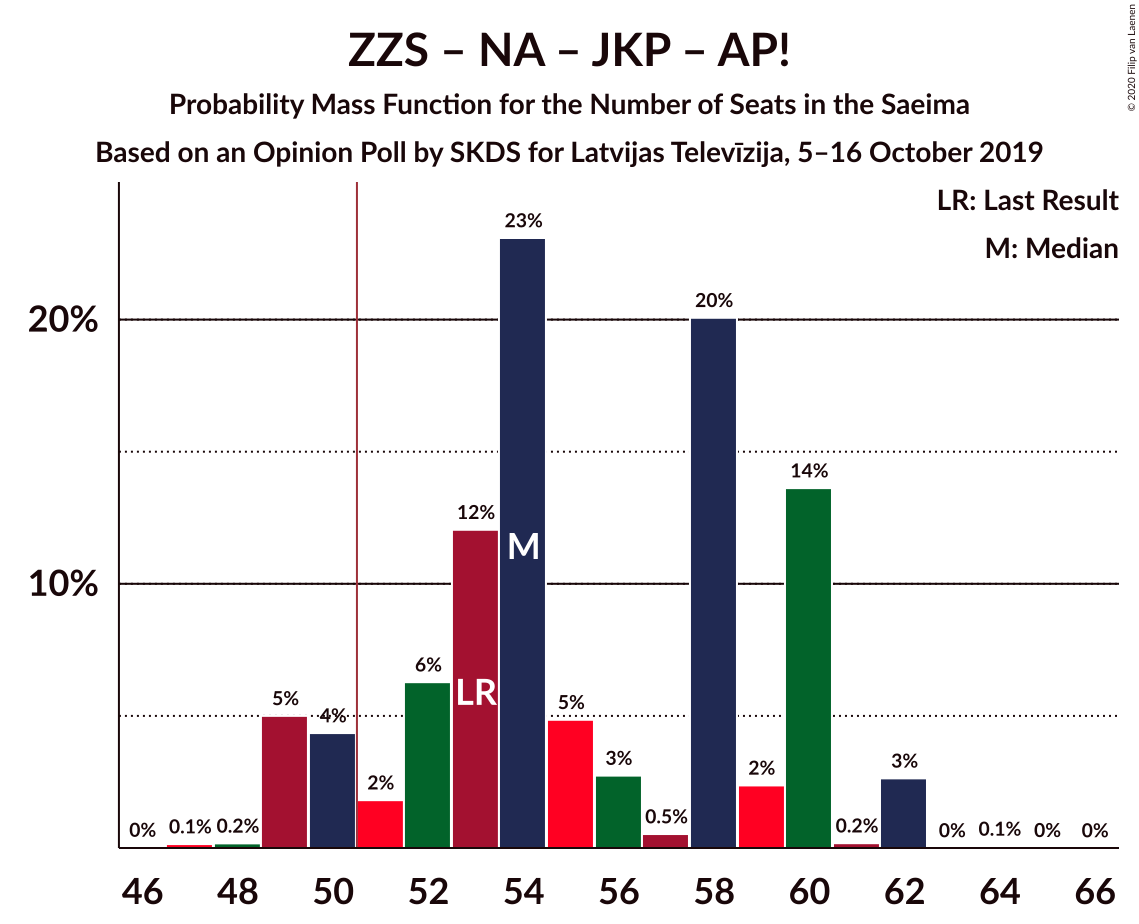 ZZS – NA – JKP – AP!
Probability Mass Function for the Number of Seats in the Saeima
Based on an Opinion Poll by SKDS for Latvijas Televīzija, 5–16 October 2019
© 2020 Filip van Laenen
LR: Last Result
M: Median
20%
10%
0%
0.1%
0.2%
5%
4%
2%
6%
12%
23%
5%
3%
0.5%
20%
2%
14%
0.2%
3%
0%
0.1%
0%
0%
LR
M
46 48 50 52 54 56 58 60 62 64 66